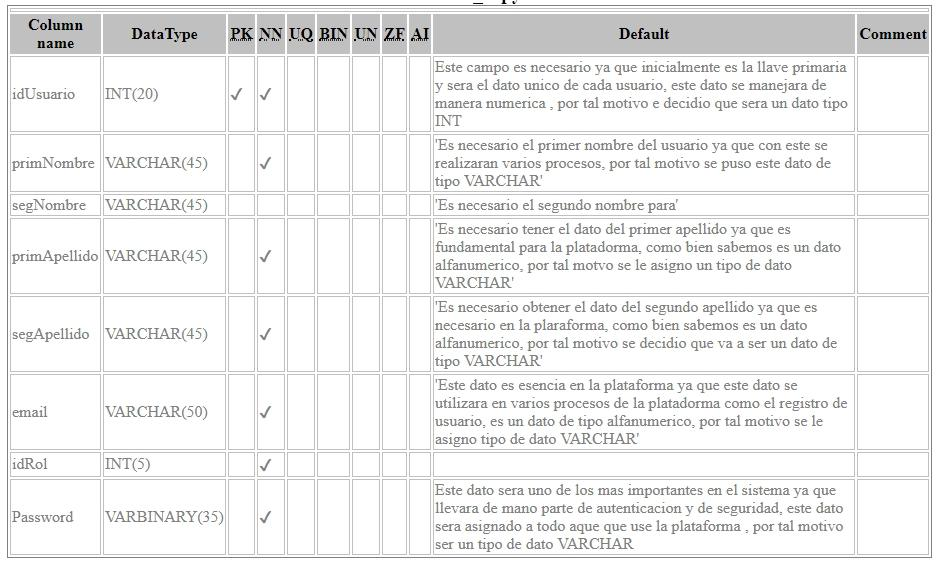 Column name DataType PK NN UQ BIN UN ZF AI Default Comment
idUsuario INT(20) ✓ ✓ Este campo es necesario ya que inicialmente es la llave primaria
y sera el dato unico de cada usuario, este dato se manejara de
manera numerica , por tal motivo e decidio que sera un dato tipo
INT
primNombre VARCHAR(45) ✓ 'Es necesario el primer nombre del usuario ya que con este se
realizaran varios procesos, por tal motivo se puso este dato de
tipo VARCHAR'
segNombre VARCHAR(45) 'Es necesario el segundo nombre para'
primApellido VARCHAR(45) ✓ 'Es necesario tener el dato del primer apellido ya que es
fundamental para la platadorma, como bien sabemos es un dato
alfanumerico, por tal motvo se le asigno un tipo de dato
VARCHAR'
segApellido VARCHAR(45) ✓ 'Es necesario obtener el dato del segundo apellido ya que es
necesario en la plaraforma, como bien sabemos es un dato
alfanumerico, por tal motivo se decidio que va a ser un dato de
tipo VARCHAR'
email VARCHAR(50) ✓ 'Este dato es esencia en la plataforma ya que este dato se
utilizara en varios procesos de la platadorma como el registro de
usuario, es un dato de tipo alfanumerico, por tal motivo se le
asigno tipo de dato VARCHAR'
idRol INT(5) ✓
Password VARBINARY(35) ✓ Este dato sera uno de los mas importantes en el sistema ya que
llevara de mano parte de autenticacion y de seguridad, este dato
sera asignado a todo aque que use la plataforma , por tal motivo
ser un tipo de dato VARCHAR